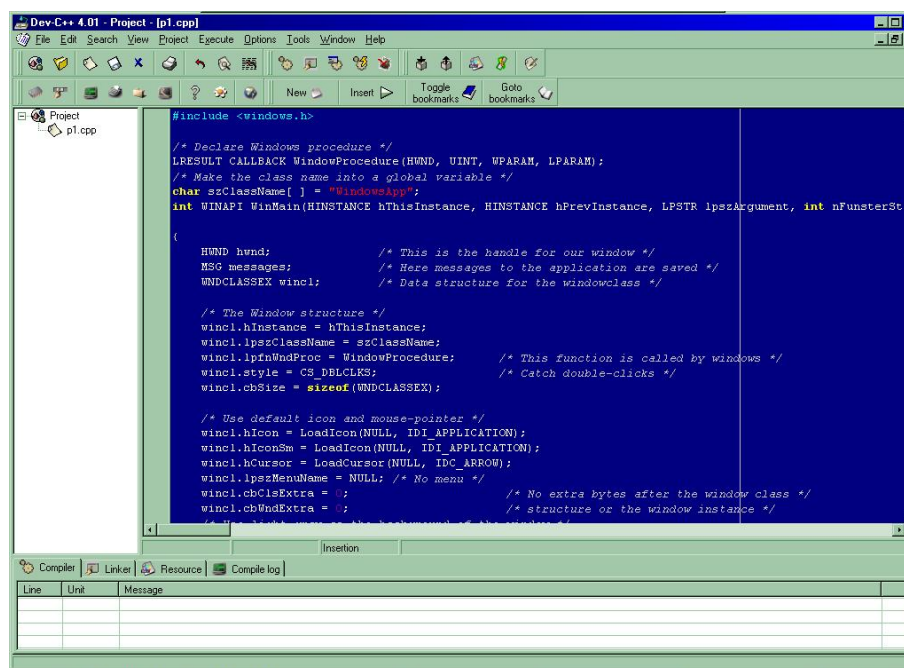 Dev-C++ 4.01 - Project - [p1.cpp]
File Edit Search View Project Execute Options Tools Window Help
New Insert Toggle bookmarks Goto bookmarks
Project
p1.cpp
#include <windows.h>
/* Declare Windows procedure */
LRESULT CALLBACK WindowProcedure(HWND, UINT, WPARAM, LPARAM);
/* Make the class name into a global variable */
char szClassName[ ] = "WindowsApp";
int WINAPI WinMain(HINSTANCE hThisInstance, HINSTANCE hPrevInstance, LPSTR lpszArgument, int nFunsterSt
{
HWND hwnd; /* This is the handle for our window */
MSG messages; /* Here messages to the application are saved */
WNDCLASSEX wincl; /* Data structure for the windowclass */
/* The Window structure */
wincl.hInstance = hThisInstance;
wincl.lpszClassName = szClassName;
wincl.lpfnWndProc = WindowProcedure; /* This function is called by windows */
wincl.style = CS_DBLCLKS; /* Catch double-clicks */
wincl.cbSize = sizeof(WNDCLASSEX);
/* Use default icon and mouse-pointer */
wincl.hIcon = LoadIcon(NULL, IDI_APPLICATION);
wincl.hIconSm = LoadIcon(NULL, IDI_APPLICATION);
wincl.hCursor = LoadCursor(NULL, IDC_ARROW);
wincl.lpszMenuName = NULL; /* No menu */
wincl.cbClsExtra = 0; /* No extra bytes after the window class */
wincl.cbWndExtra = 0; /* structure or the window instance */
Insertion
Compiler Linker Resource Compile log
Line Unit Message